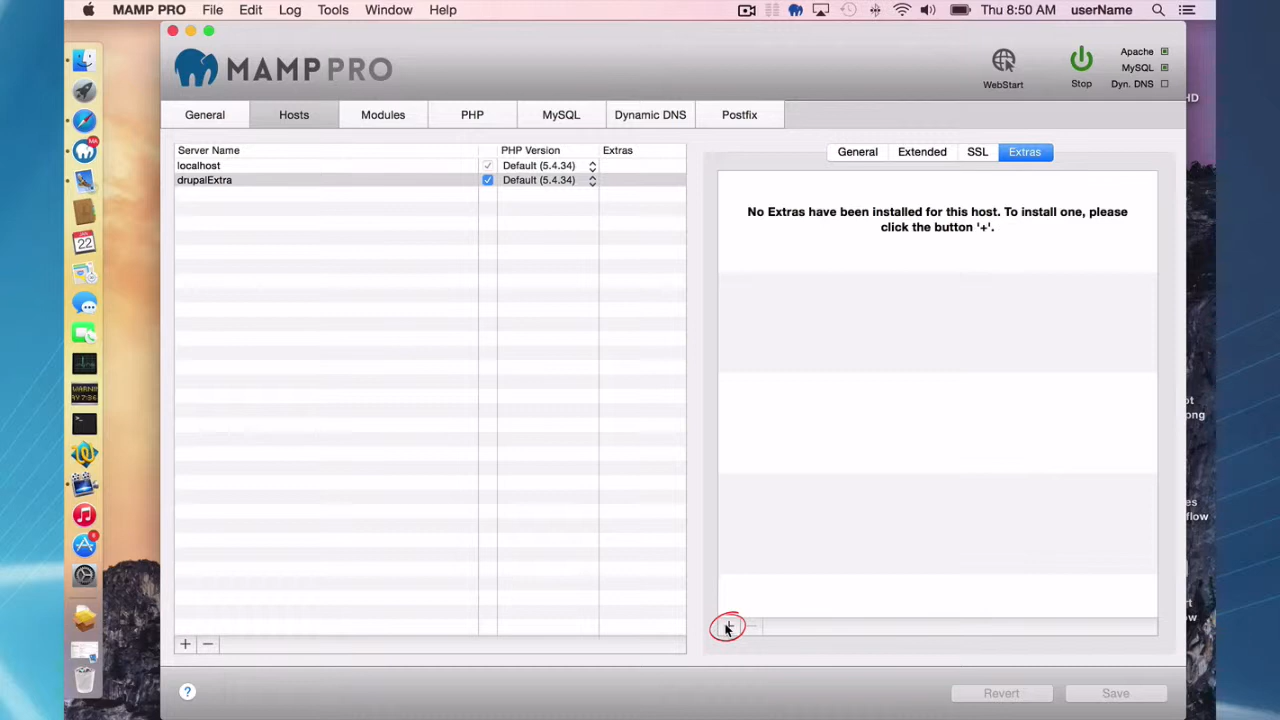 MAMP PRO File Edit Log Tools Window Help Thu 8:50 AM userName
MAMP PRO
WebStart
Stop
Apache
MySQL
Dyn. DNS
HD
General Hosts Modules PHP MySQL Dynamic DNS Postfix
Server Name PHP Version Extras
localhost Default (5.4.34)
drupalExtra Default (5.4.34)
General Extended SSL Extras
No Extras have been installed for this host. To install one, please
click the button '+'.
22
+ −
+ −
? Revert Save